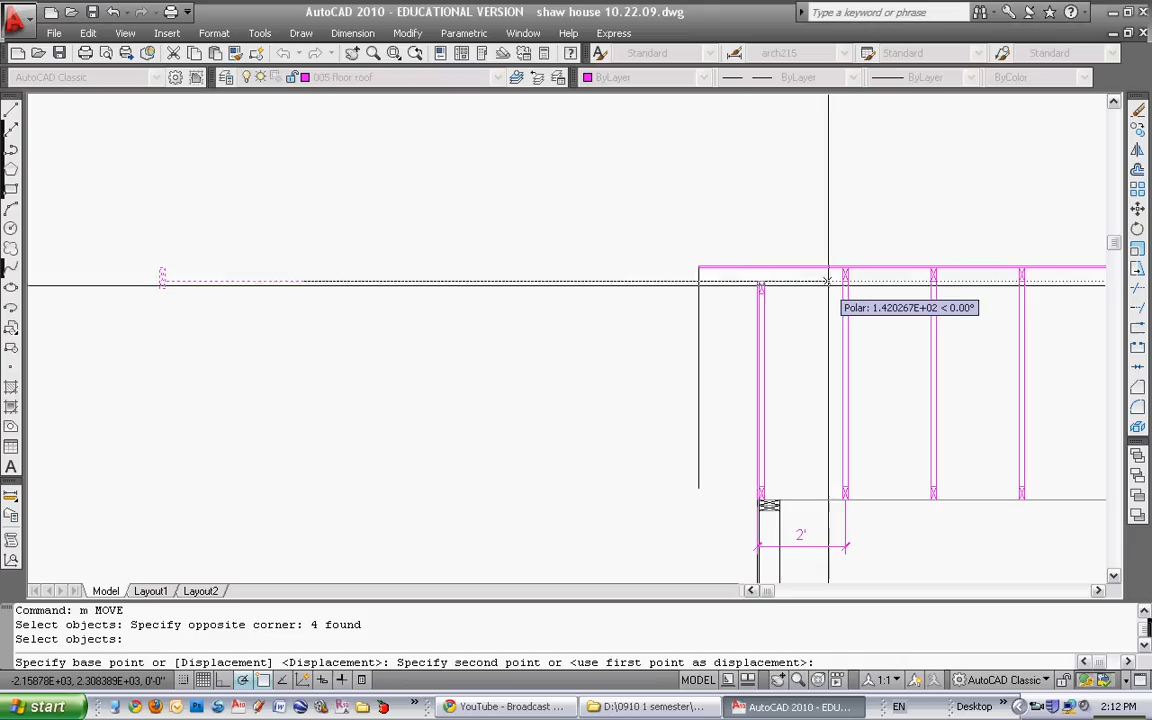 AutoCAD 2010 - EDUCATIONAL VERSION shaw house 10.22.09.dwg
Type a keyword or phrase
File Edit View Insert Format Tools Draw Dimension Modify Parametric Window Help Express
Standard arch215 Standard Standard
AutoCAD Classic 005 floor roof ByLayer ByLayer ByLayer ByColor
Polar: 1.420267E+02 < 0.00°
2'
Model Layout1 Layout2
Command: m MOVE
Select objects: Specify opposite corner: 4 found
Select objects:
Specify base point or [Displacement] <Displacement>: Specify second point or <use first point as displacement>:
-2.15878E+03, 2.308389E+03, 0'-0" MODEL 1:1 AutoCAD Classic
start YouTube - Broadcast ... D:\0910 1 semester\... AutoCAD 2010 - EDU... EN Desktop 2:12 PM